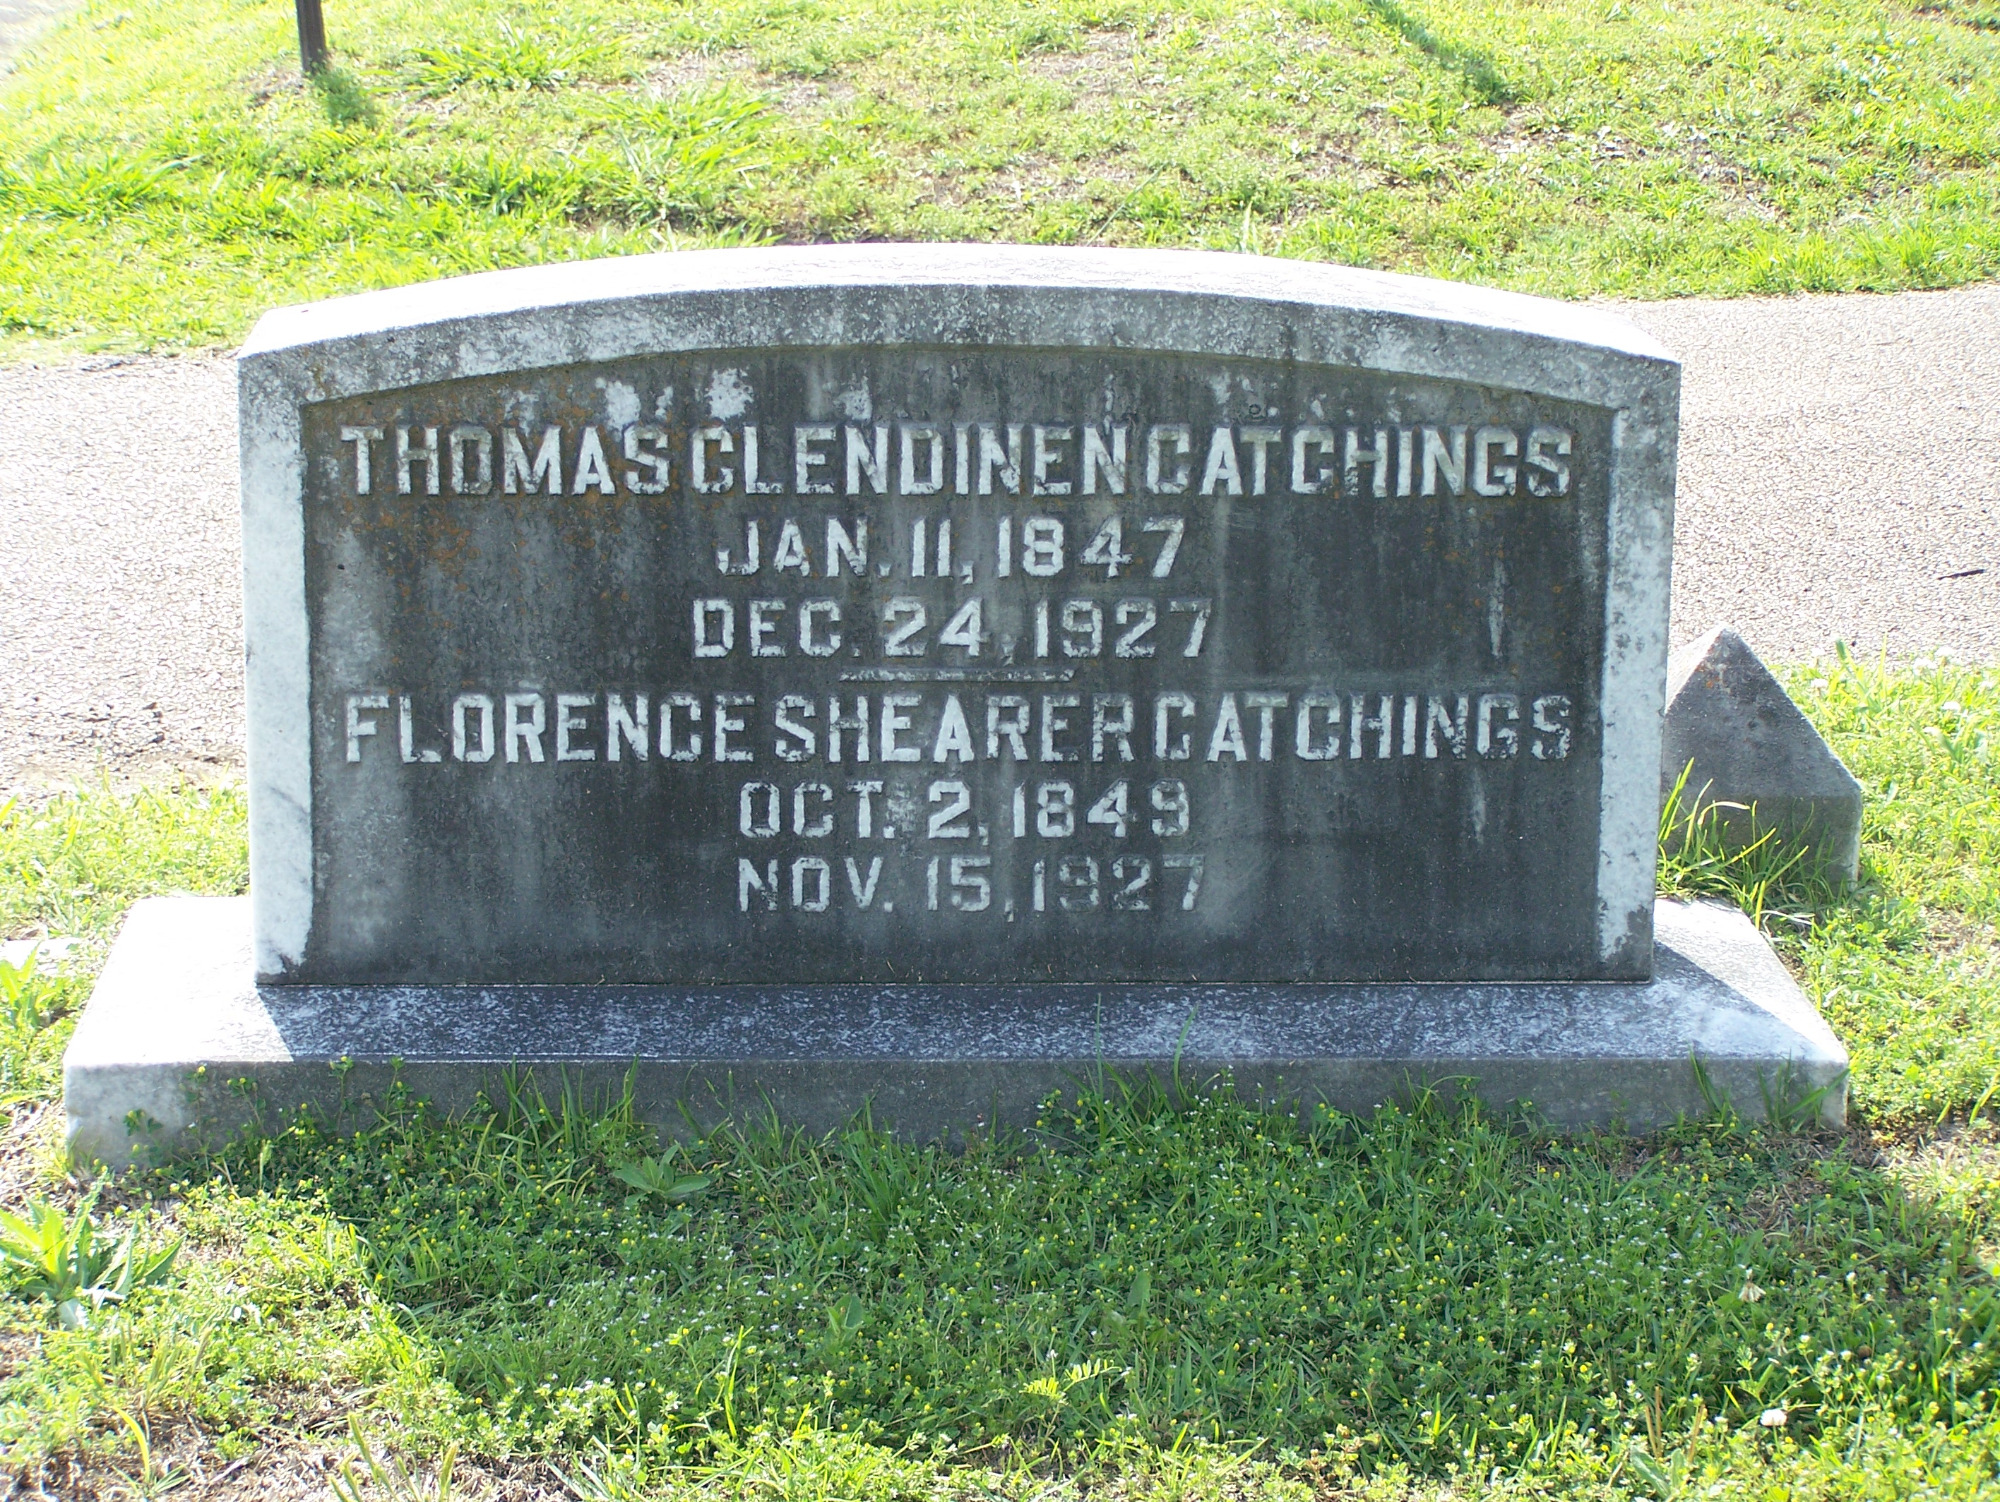 THOMAS CLENDINEN CATCHINGS
JAN. 11, 1847
DEC. 24, 1927
FLORENCE SHEARER CATCHINGS
OCT. 2, 1849
NOV. 15, 1927